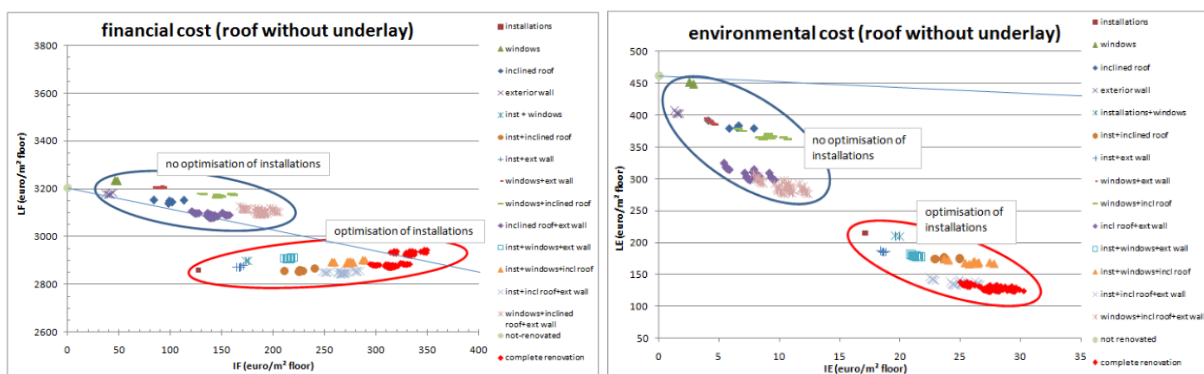 financial cost (roof without underlay)
3800
3600
3400
3200
3000
2800
2600
LF (euro/m² floor)
0
50
100
150
200
250
300
350
400
IF (euro/m² floor)
no optimisation of installations
optimisation of installations
installations
windows
inclined roof
exterior wall
inst + windows
inst+inclined roof
inst+ext wall
windows+ext wall
windows+inclined roof
inclined roof+ext wall
inst+windows+ext wall
inst+windows+incl roof
inst+incl roof+ext wall
windows+inclined
roof+ext wall
not-renovated
complete renovation
environmental cost (roof without underlay)
500
450
400
350
300
250
200
150
100
50
LE (euro/m² floor)
0
5
10
15
20
25
30
35
IE (euro/m² floor)
no optimisation of
installations
optimisation of
installations
installations
windows
inclined roof
exterior wall
installations+windows
inst+inclined roof
inst+ext wall
windows+ext wall
windows+incl roof
incl roof+ext wall
inst+windows+ext wall
inst+windows+incl roof
inst+incl roof+ext wall
windows+incl roof+ext wall
not renovated
complete renovation